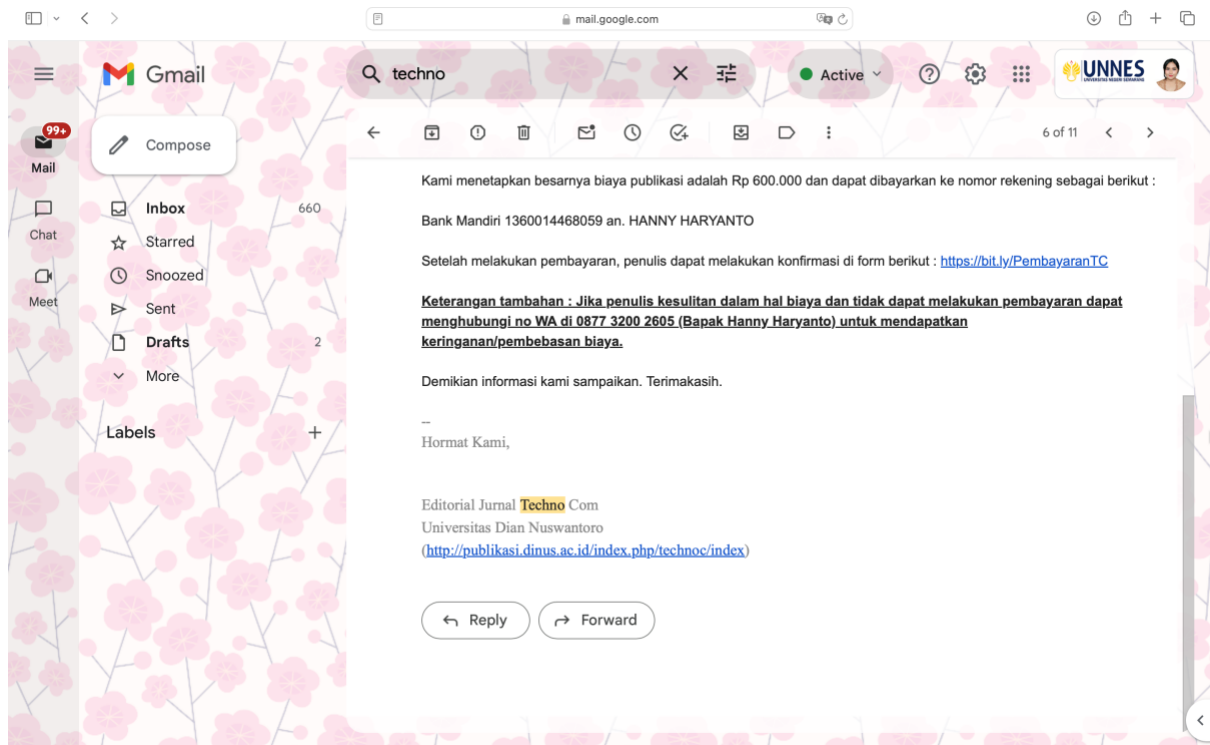 mail.google.com
Gmail
techno
Active
UNNES
UNIVERSITAS NEGERI SEMARANG
99+
Mail
Chat
Meet
Compose
Inbox 660
Starred
Snoozed
Sent
Drafts 2
More
Labels
6 of 11
Kami menetapkan besarnya biaya publikasi adalah Rp 600.000 dan dapat dibayarkan ke nomor rekening sebagai berikut :
Bank Mandiri 1360014468059 an. HANNY HARYANTO
Setelah melakukan pembayaran, penulis dapat melakukan konfirmasi di form berikut : https://bit.ly/PembayaranTC
Keterangan tambahan : Jika penulis kesulitan dalam hal biaya dan tidak dapat melakukan pembayaran dapat
menghubungi no WA di 0877 3200 2605 (Bapak Hanny Haryanto) untuk mendapatkan
keringanan/pembebasan biaya.
Demikian informasi kami sampaikan. Terimakasih.
--
Hormat Kami,
Editorial Jurnal Techno Com
Universitas Dian Nuswantoro
(http://publikasi.dinus.ac.id/index.php/technoc/index)
Reply
Forward